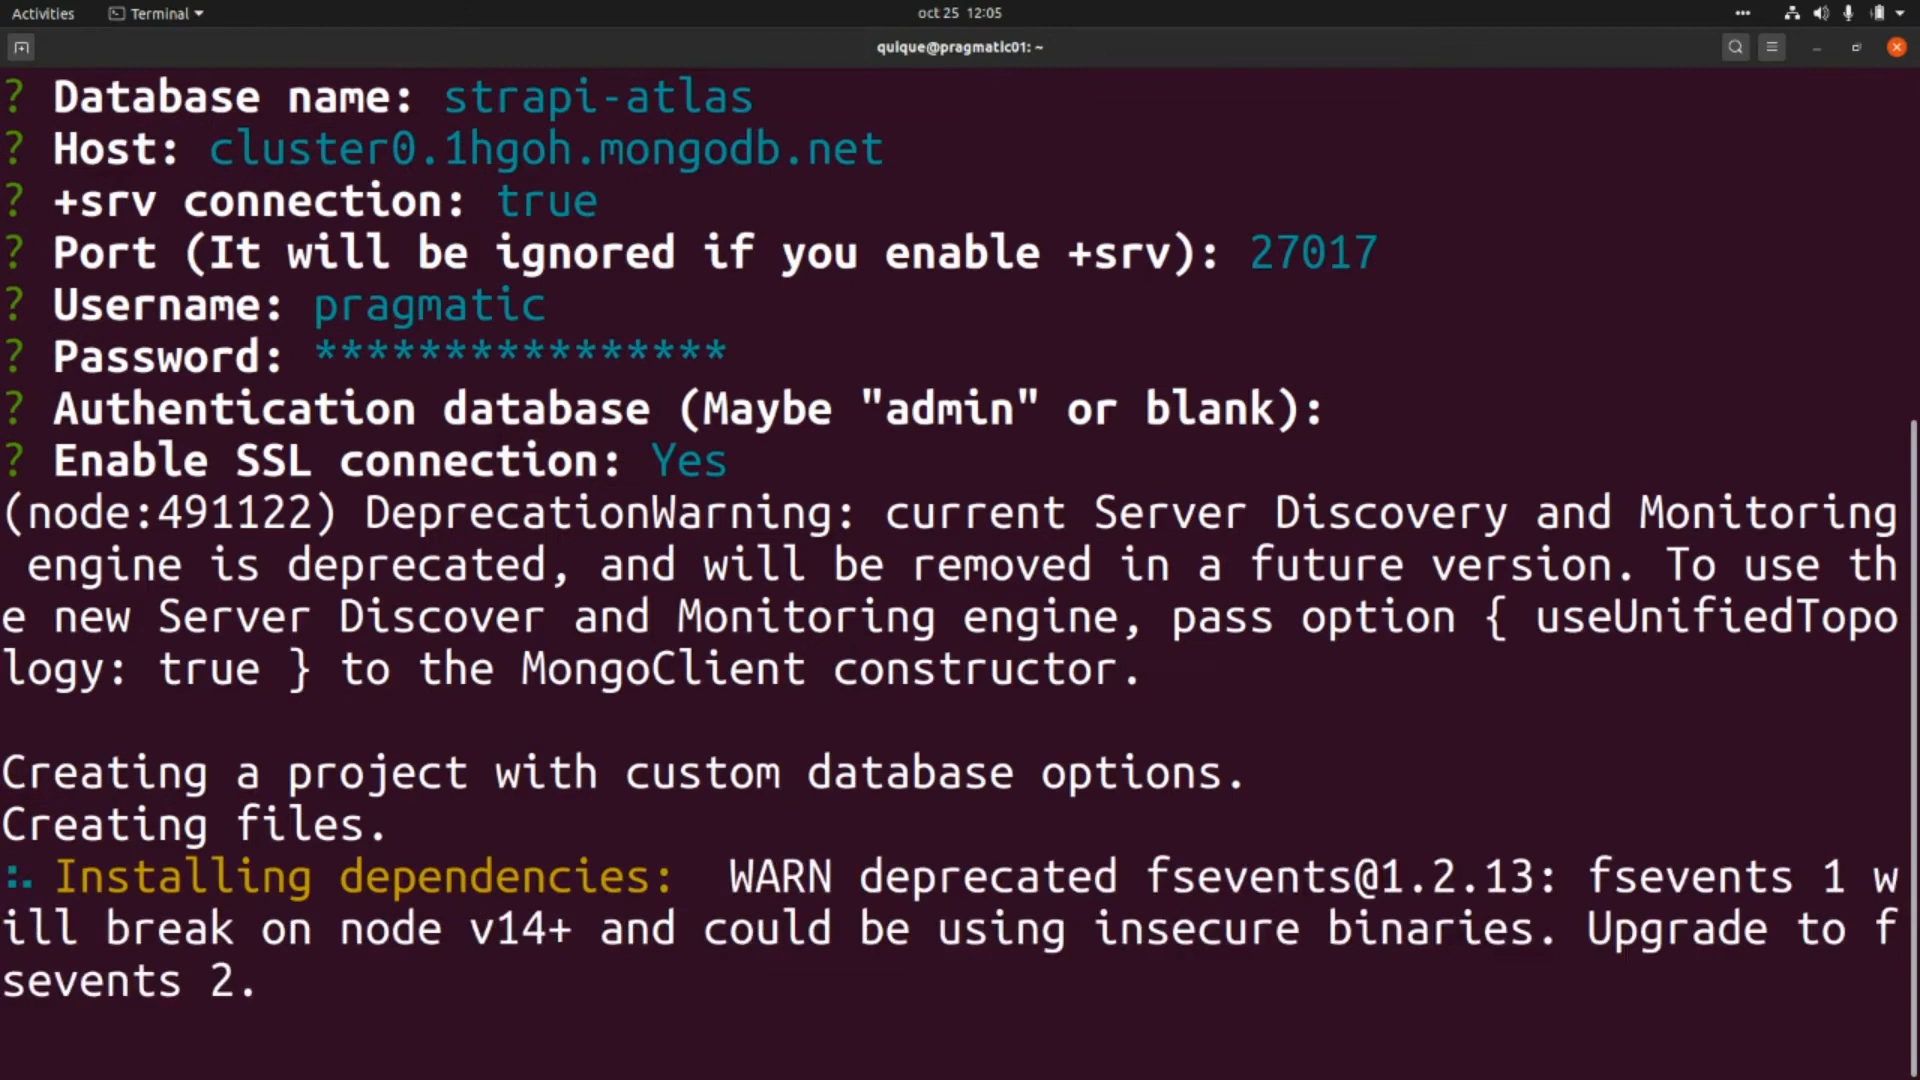 Activities Terminal oct 25 12:05
quique@pragmatic01: ~
? Database name: strapi-atlas
? Host: cluster0.1hgoh.mongodb.net
? +srv connection: true
? Port (It will be ignored if you enable +srv): 27017
? Username: pragmatic
? Password: ****************
? Authentication database (Maybe "admin" or blank):
? Enable SSL connection: Yes
(node:491122) DeprecationWarning: current Server Discovery and Monitoring
engine is deprecated, and will be removed in a future version. To use th
e new Server Discover and Monitoring engine, pass option { useUnifiedTopo
logy: true } to the MongoClient constructor.
Creating a project with custom database options.
Creating files.
Installing dependencies: WARN deprecated fsevents@1.2.13: fsevents 1 w
ill break on node v14+ and could be using insecure binaries. Upgrade to f
sevents 2.